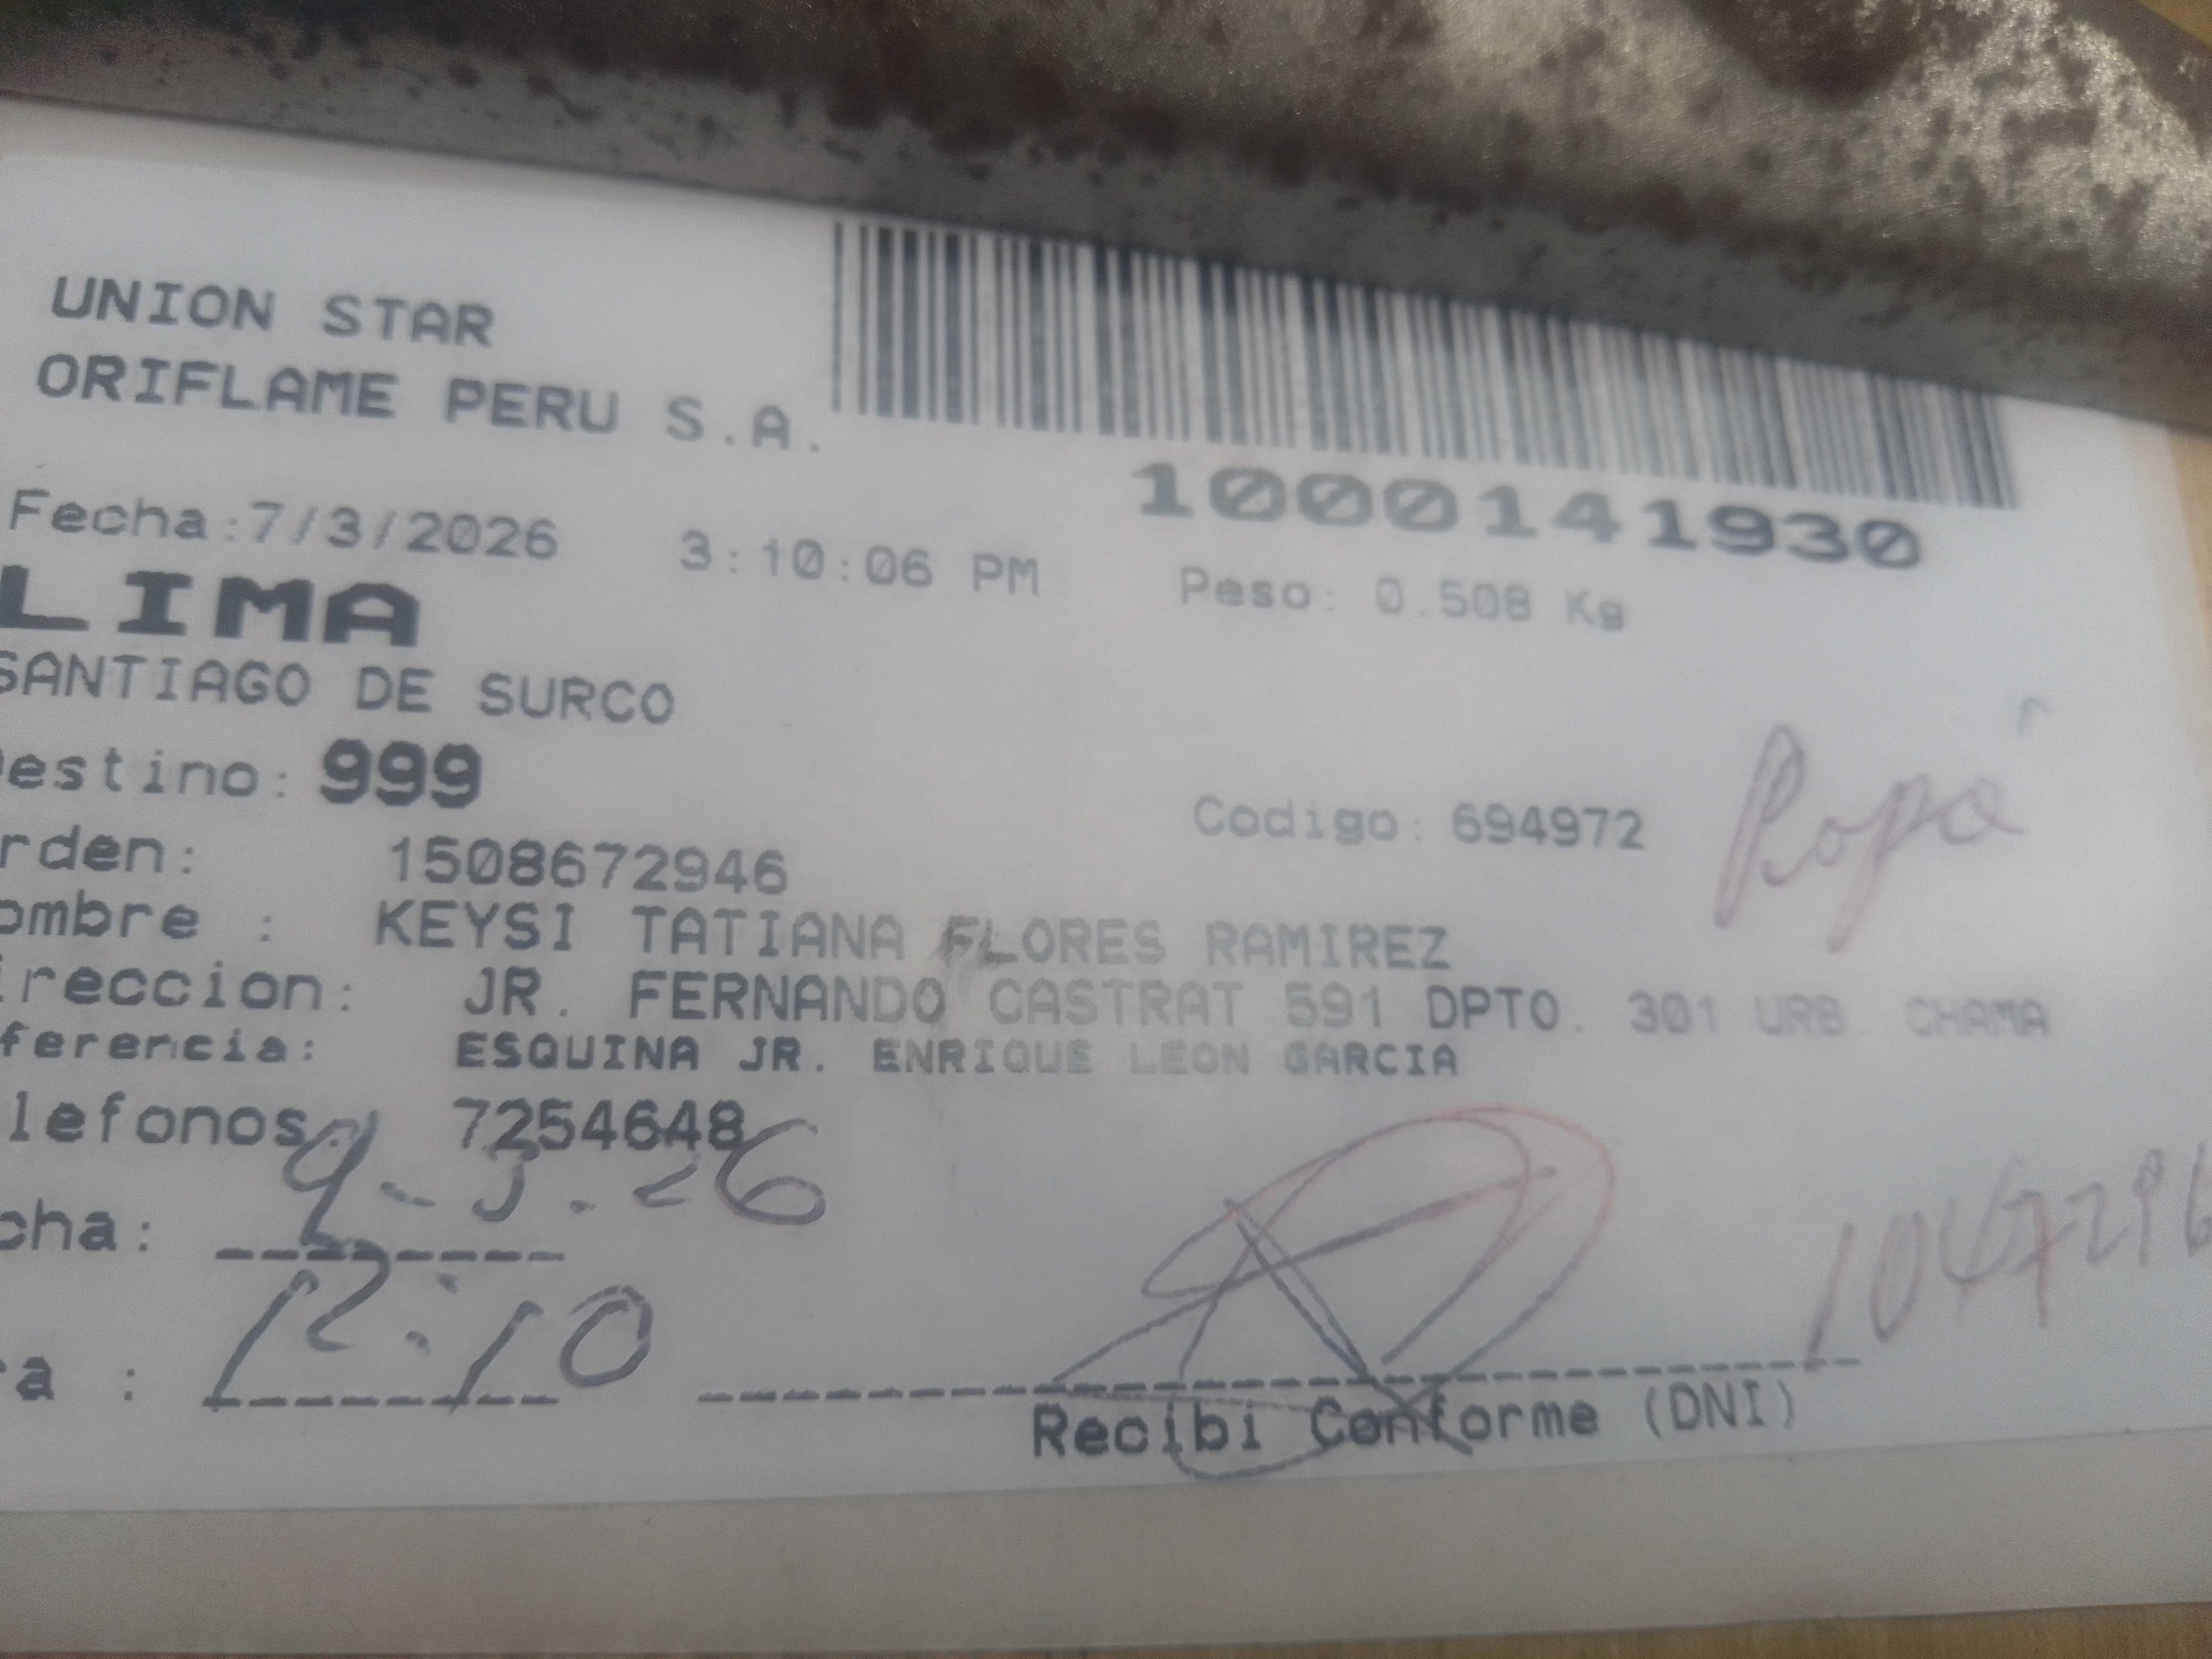 UNION STAR
ORIFLAME PERU S.A.
1000141930
Fecha:7/3/2026 3:10:06 PM Peso: 0.508 Kg
LIMA
SANTIAGO DE SURCO
estino: 999
Codigo: 694972 Papá
rden: 1508672946
ombre : KEYSI TATIANA FLORES RAMIREZ
ireccion: JR. FERNANDO CASTRAT 591 DPTO. 301 URB. CHAMA
ferencia: ESQUINA JR. ENRIQUE LEON GARCIA
lefonos: 7254648
cha: 9-3.26
a : 12:10
Recibi Conforme (DNI)